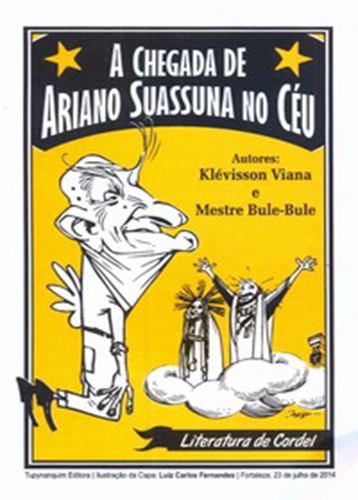 A CHEGADA DE
ARIANO SUASSUNA NO CÉU
Autores:
Klévisson Viana
e
Mestre Bule-Bule
Literatura de Cordel
Tupynanquim Editora | Ilustração da Capa: Luiz Carlos Fernandes | Fortaleza, 23 de julho de 2014